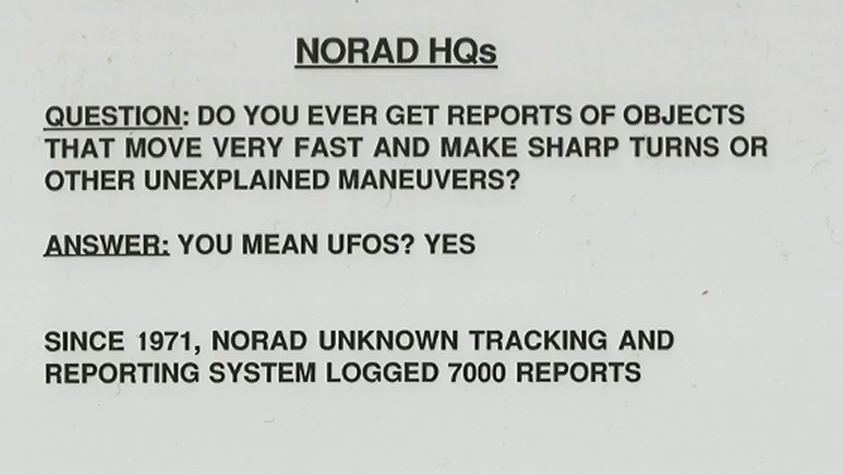 NORAD HQs
QUESTION: DO YOU EVER GET REPORTS OF OBJECTS
THAT MOVE VERY FAST AND MAKE SHARP TURNS OR
OTHER UNEXPLAINED MANEUVERS?
ANSWER: YOU MEAN UFOS? YES
SINCE 1971, NORAD UNKNOWN TRACKING AND
REPORTING SYSTEM LOGGED 7000 REPORTS